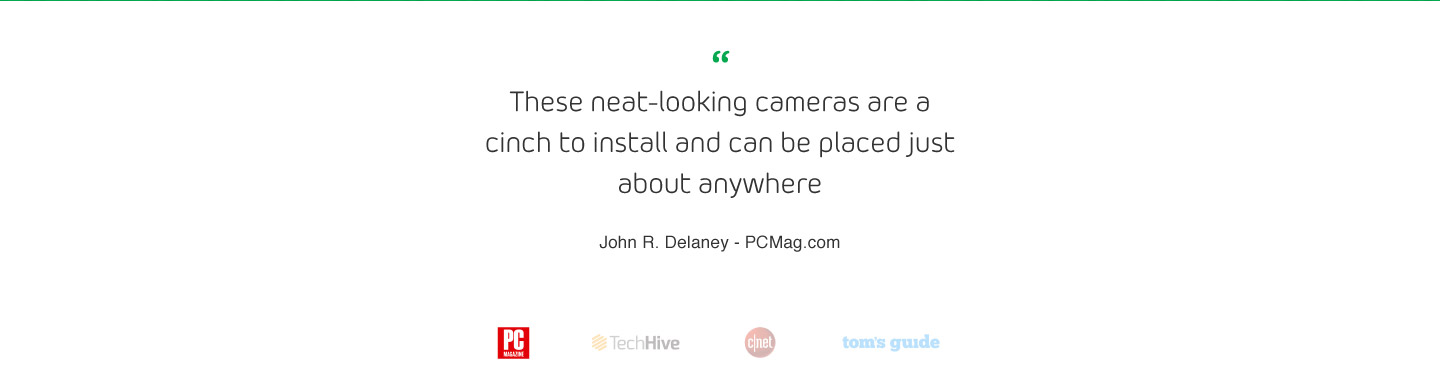 “
These neat-looking cameras are a
cinch to install and can be placed just
about anywhere
John R. Delaney - PCMag.com
PC
MAGAZINE
TechHive
c|net
tom's guide